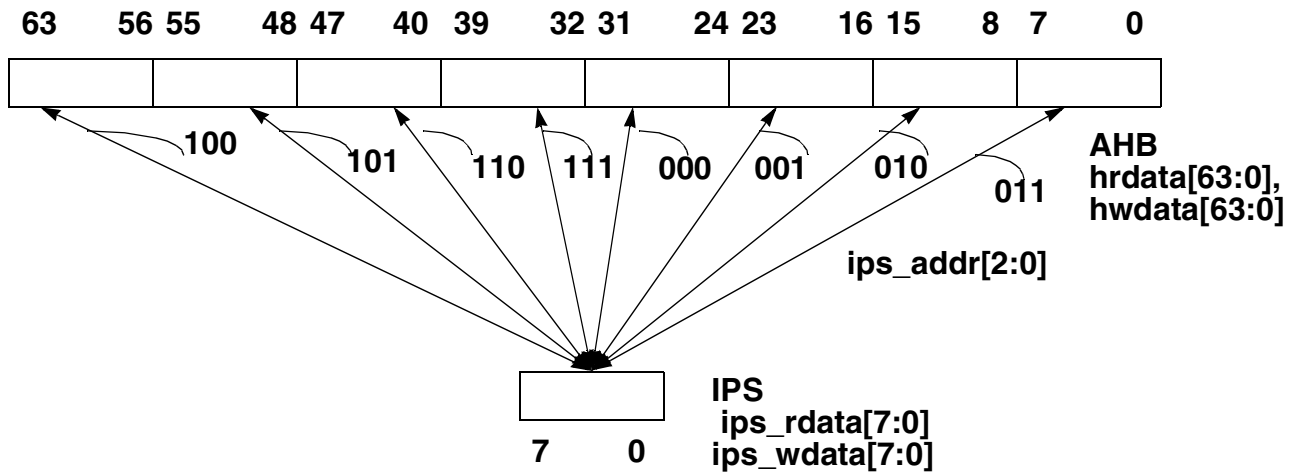 63 56 55 48 47 40 39 32 31 24 23 16 15 8 7 0
100 101 110 111 000 001 010 011
AHB
hrdata[63:0],
hwdata[63:0]
ips_addr[2:0]
IPS
ips_rdata[7:0]
7 0 ips_wdata[7:0]